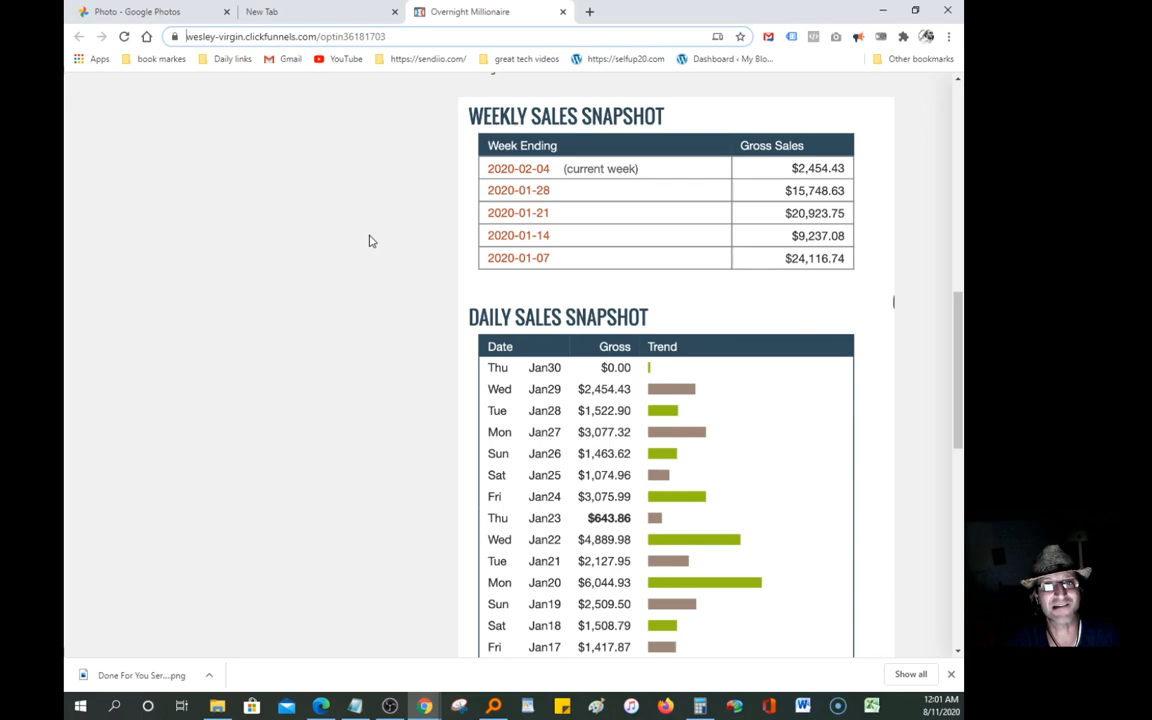 Photo - Google Photos
New Tab
Overnight Millionaire
wesley-virgin.clickfunnels.com/optin36181703
Apps
book markes
Daily links
Gmail
YouTube
https://sendiio.com/
great tech videos
https://selfup20.com
Dashboard ‹ My Blo...
Other bookmarks
WEEKLY SALES SNAPSHOT
Week Ending Gross Sales
2020-02-04 (current week) $2,454.43
2020-01-28 $15,748.63
2020-01-21 $20,923.75
2020-01-14 $9,237.08
2020-01-07 $24,116.74
DAILY SALES SNAPSHOT
Date Gross Trend
Thu Jan30 $0.00
Wed Jan29 $2,454.43
Tue Jan28 $1,522.90
Mon Jan27 $3,077.32
Sun Jan26 $1,463.62
Sat Jan25 $1,074.96
Fri Jan24 $3,075.99
Thu Jan23 $643.86
Wed Jan22 $4,889.98
Tue Jan21 $2,127.95
Mon Jan20 $6,044.93
Sun Jan19 $2,509.50
Sat Jan18 $1,508.79
Fri Jan17 $1,417.87
Done For You Ser....png
Show all
12:01 AM
8/11/2020